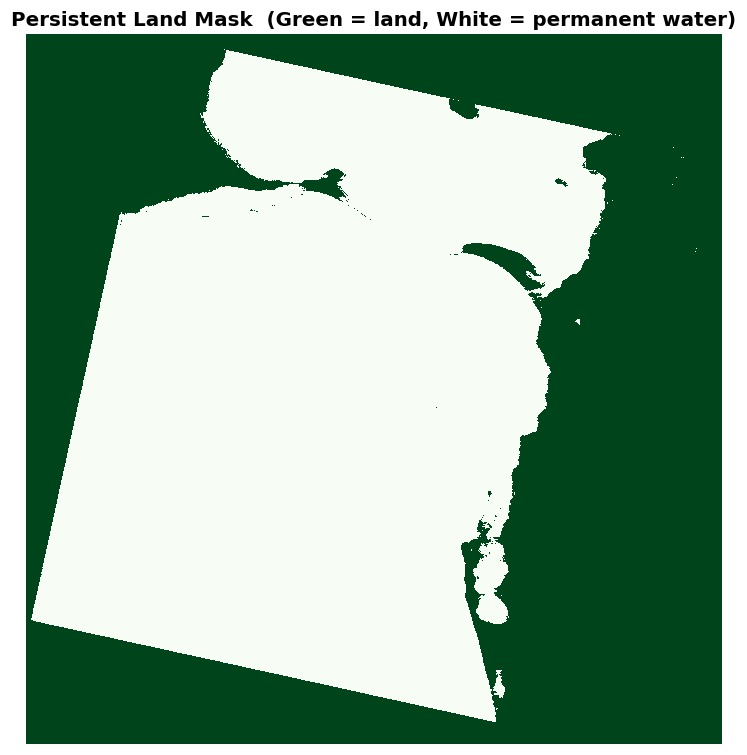 Persistent Land Mask (Green = land, White = permanent water)